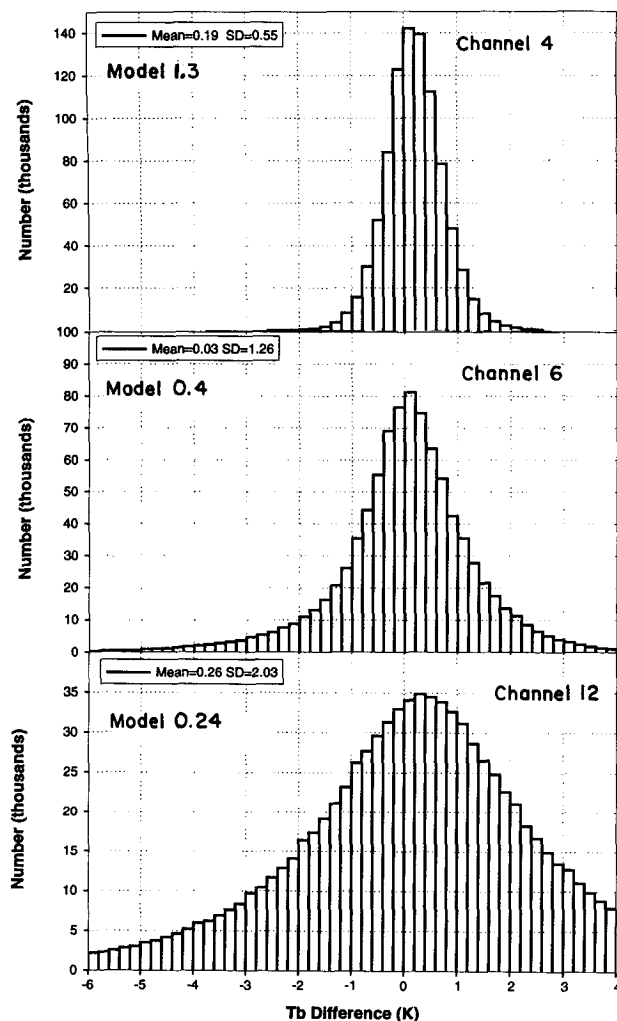 Mean=0.19 SD=0.55
Channel 4
Model 1.3
Number (thousands)
140
120
100
80
60
40
20
100
Mean=0.03 SD=1.26
Channel 6
Model 0.4
Number (thousands)
90
80
70
60
50
40
30
20
10
0
Mean=0.26 SD=2.03
Channel 12
Model 0.24
Number (thousands)
35
30
25
20
15
10
5
0
-6 -5 -4 -3 -2 -1 0 1 2 3 4
Tb Difference (K)